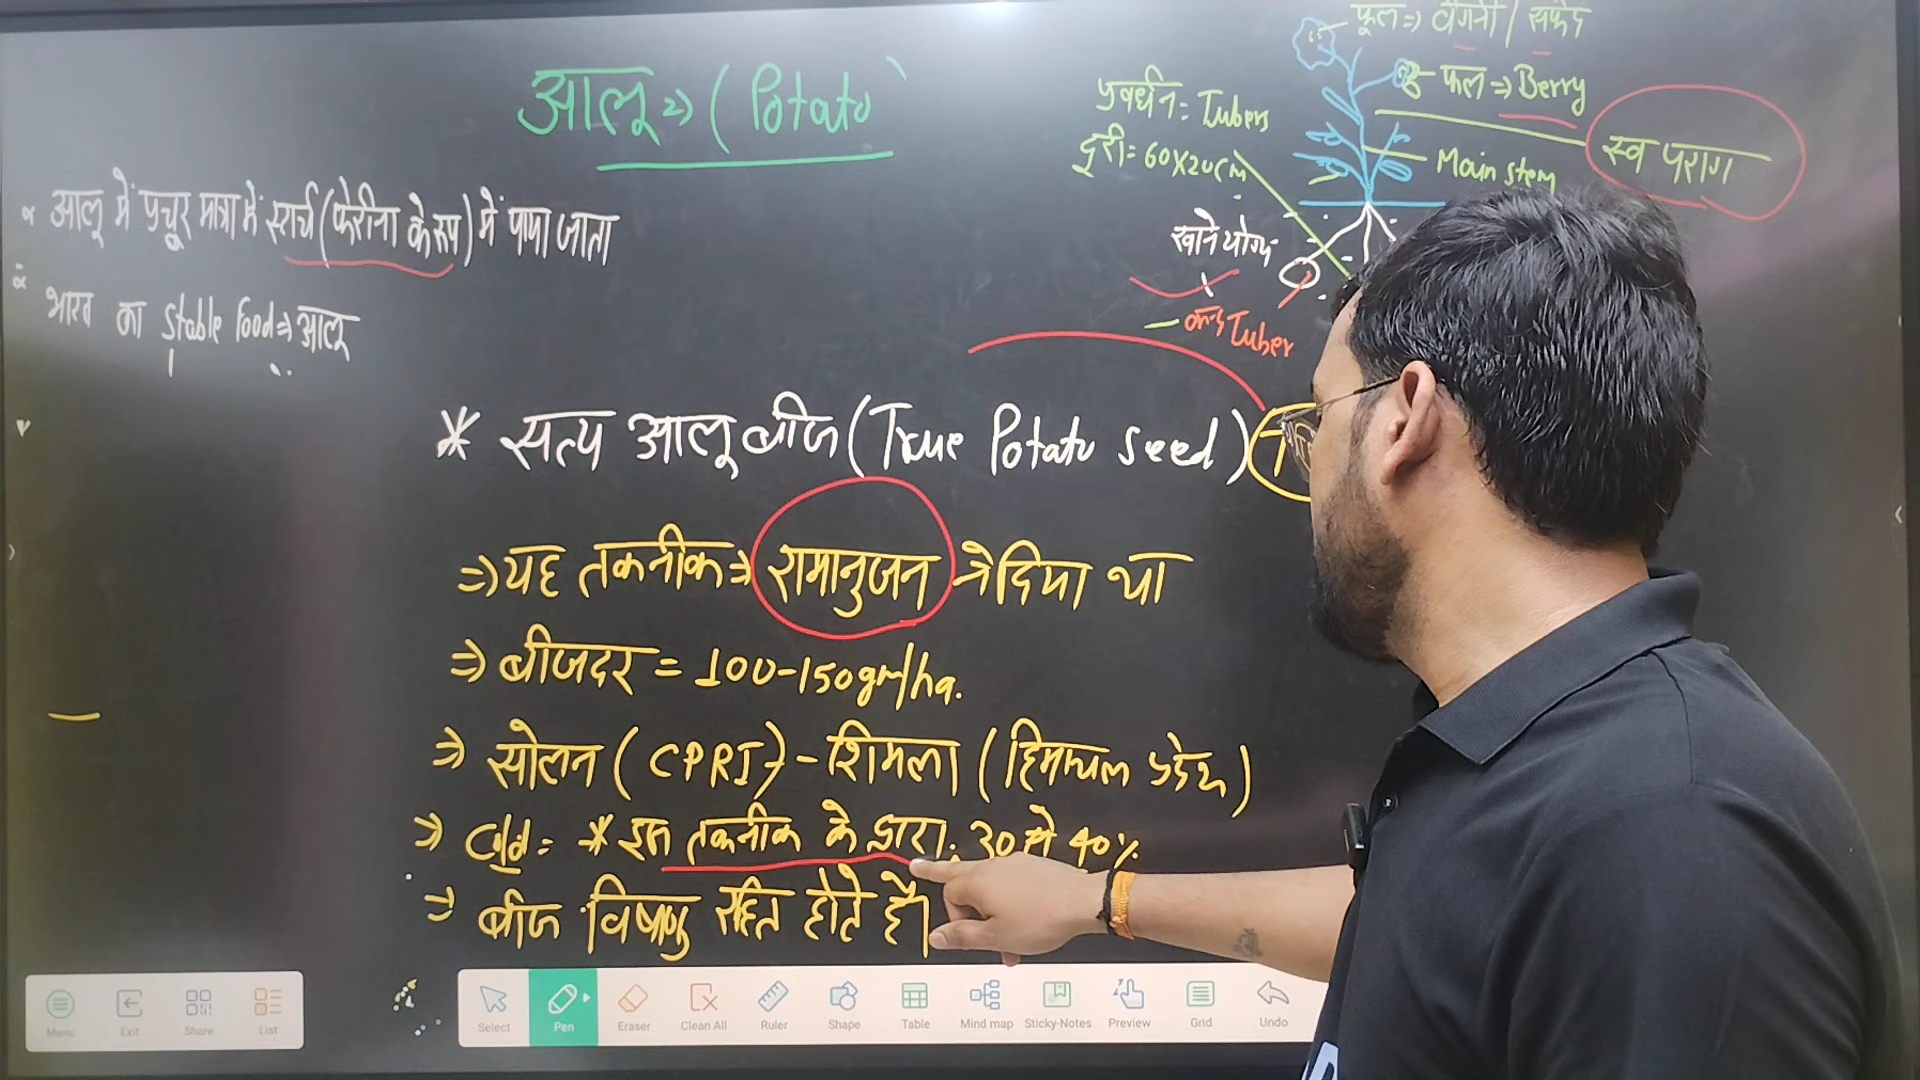 आलू ⇒ ( Potato
* आलू में प्रचुर मात्रा में स्टार्च (फेरीना के रूप) में पाया जाता
* भारत का Stable Food ⇒ आलू
फूल ⇒ बैंगनी / सफेद
फल ⇒ Berry
स्व पराग
Main stem
प्रवर्धन = Tubers
दूरी = 60X20cm
खाने योग्य
कन्द Tuber
* सत्य आलू बीज (True Potato Seed)
⇒ यह तकनीक ⇒ रामानुजन ने दिया था
⇒ बीजदर = 100-150gm/ha.
⇒ सोलन ( CPRI) - शिमला (हिमाचल प्रदेश)
⇒ * इस तकनीक के द्वारा 30 से 40%
⇒ बीज विषाणु रहित होते है।
Menu Exit Share List
Select Pen Eraser Clean All Ruler Shape Table Mind map Sticky-Notes Preview Grid Undo